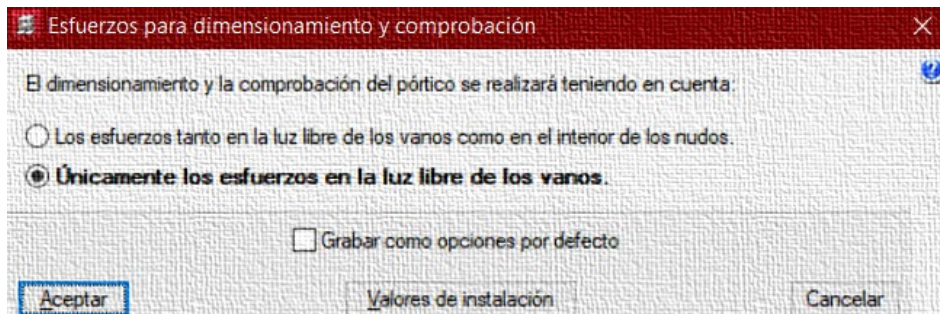 Esfuerzos para dimensionamiento y comprobación
El dimensionamiento y la comprobación del pórtico se realizará teniendo en cuenta:
Los esfuerzos tanto en la luz libre de los vanos como en el interior de los nudos.
Únicamente los esfuerzos en la luz libre de los vanos.
Grabar como opciones por defecto
Aceptar Valores de instalación Cancelar